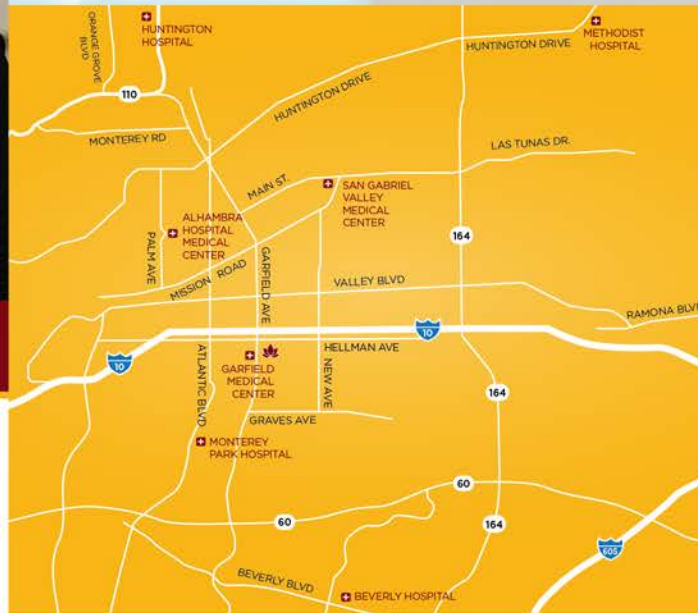 ORANGE GROVE
BLVD
HUNTINGTON
HOSPITAL
METHODIST
HOSPITAL
HUNTINGTON DRIVE
110
HUNTINGTON DRIVE
MONTEREY RD
LAS TUNAS DR.
MAIN ST.
SAN GABRIEL
VALLEY
MEDICAL
CENTER
ALHAMBRA
HOSPITAL
MEDICAL
CENTER
PALM AVE
164
MISSION ROAD
GARFIELD AVE
VALLEY BLVD
RAMONA BLV
10
HELLMAN AVE
10
ATLANTIC BLVD
GARFIELD
MEDICAL
CENTER
NEW AVE
164
GRAVES AVE
MONTEREY
PARK HOSPITAL
60
60
164
605
BEVERLY BLVD
BEVERLY HOSPITAL